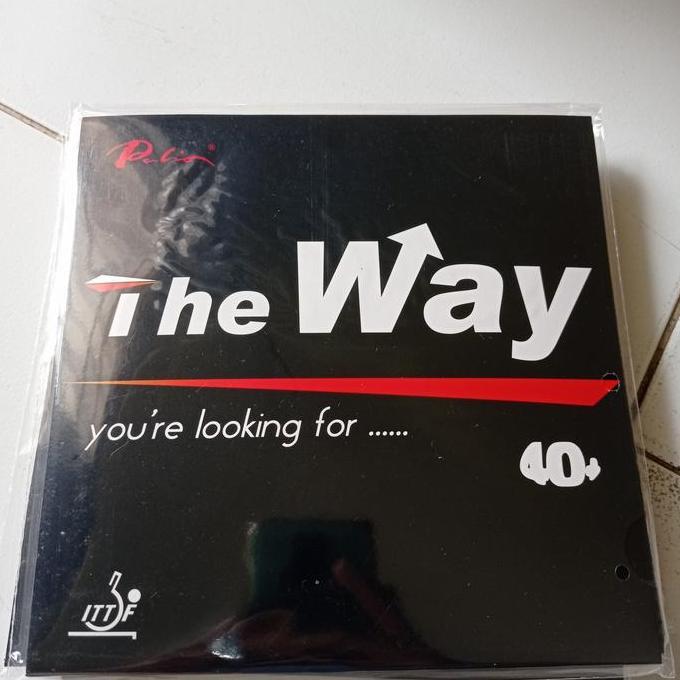 Palio®
The Way
you're looking for ......
40+
ITTF